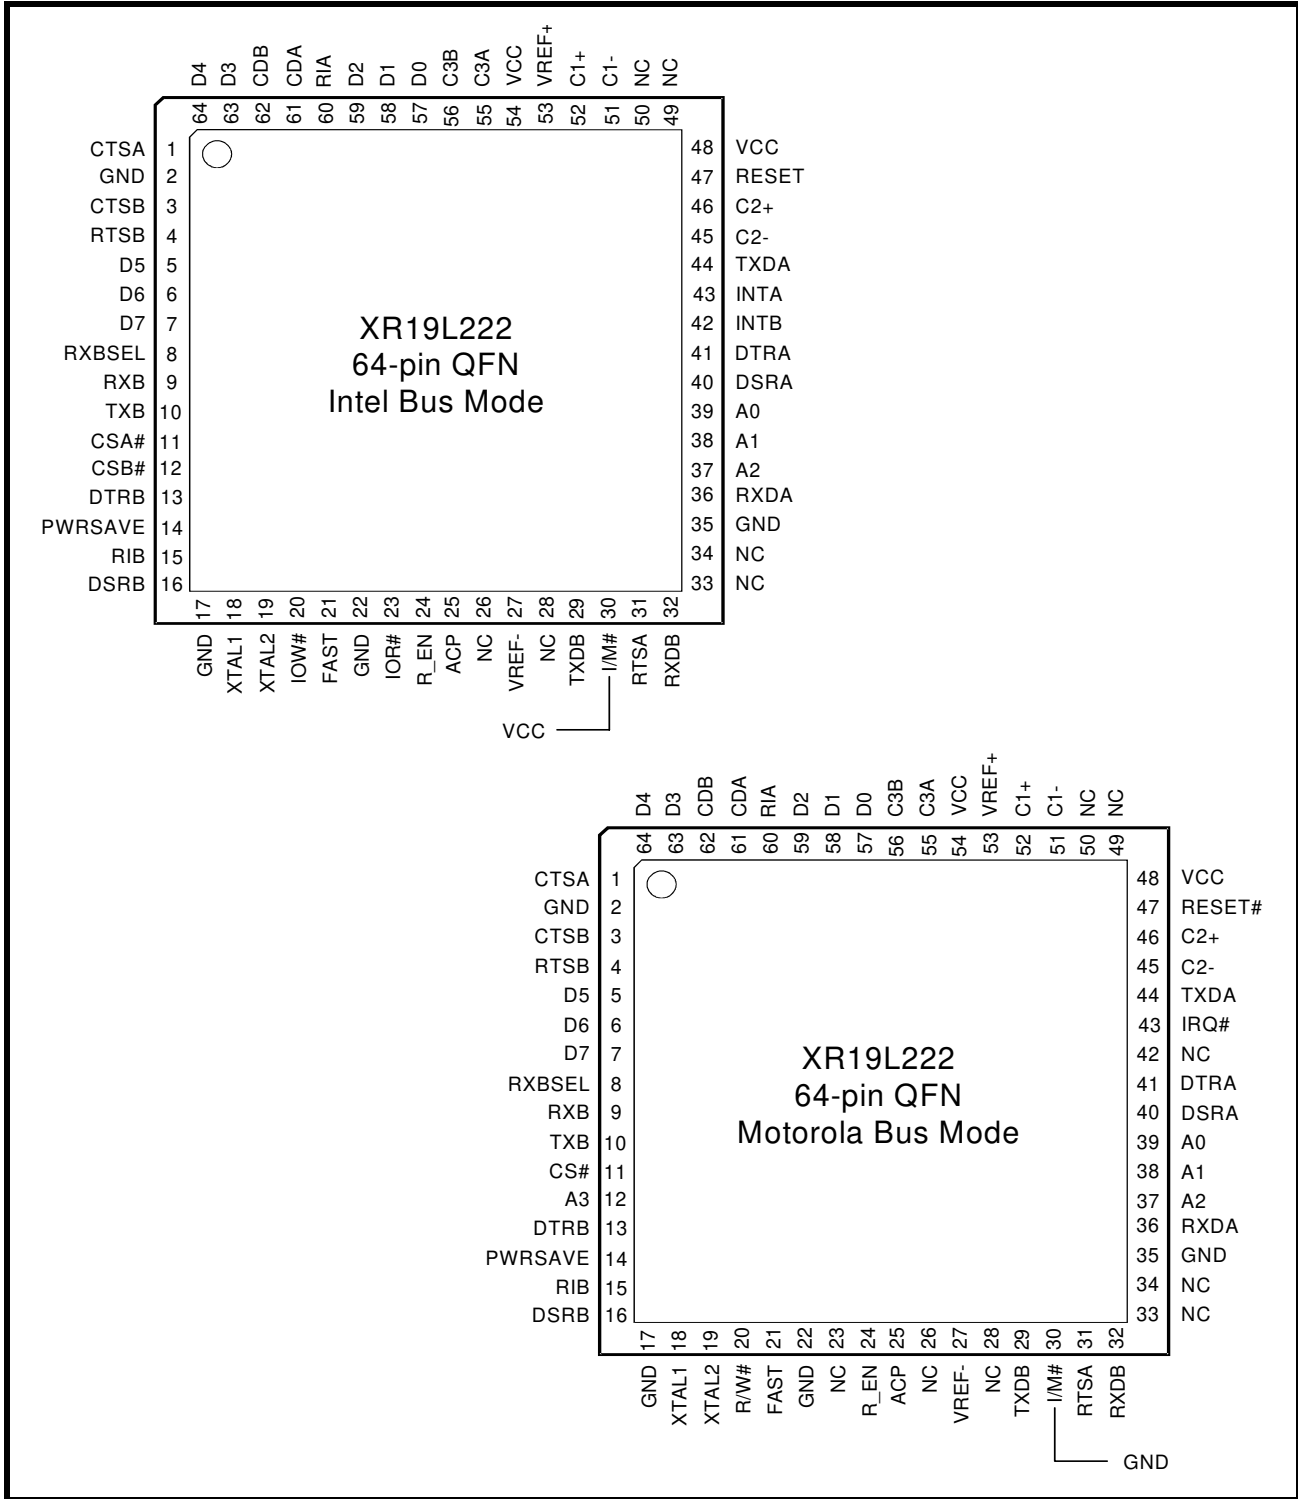 D4 D3 CDB CDA RIA D2 D1 D0 C3B C3A VCC VREF+ C1+ C1- NC NC
64 63 62 61 60 59 58 57 56 55 54 53 52 51 50 49
CTSA 1 48 VCC
GND 2 47 RESET
CTSB 3 46 C2+
RTSB 4 45 C2-
D5 5 44 TXDA
D6 6 43 INTA
D7 7 42 INTB
RXBSEL 8 41 DTRA
RXB 9 40 DSRA
TXB 10 39 A0
CSA# 11 38 A1
CSB# 12 37 A2
DTRB 13 36 RXDA
PWRSAVE 14 35 GND
RIB 15 34 NC
DSRB 16 33 NC
XR19L222
64-pin QFN
Intel Bus Mode
17 18 19 20 21 22 23 24 25 26 27 28 29 30 31 32
GND XTAL1 XTAL2 IOW# FAST GND IOR# R_EN ACP NC VREF- NC TXDB I/M# RTSA RXDB
VCC
D4 D3 CDB CDA RIA D2 D1 D0 C3B C3A VCC VREF+ C1+ C1- NC NC
64 63 62 61 60 59 58 57 56 55 54 53 52 51 50 49
CTSA 1 48 VCC
GND 2 47 RESET#
CTSB 3 46 C2+
RTSB 4 45 C2-
D5 5 44 TXDA
D6 6 43 IRQ#
D7 7 42 NC
RXBSEL 8 41 DTRA
RXB 9 40 DSRA
TXB 10 39 A0
CS# 11 38 A1
A3 12 37 A2
DTRB 13 36 RXDA
PWRSAVE 14 35 GND
RIB 15 34 NC
DSRB 16 33 NC
XR19L222
64-pin QFN
Motorola Bus Mode
17 18 19 20 21 22 23 24 25 26 27 28 29 30 31 32
GND XTAL1 XTAL2 R/W# FAST GND NC R_EN ACP NC VREF- NC TXDB I/M# RTSA RXDB
GND